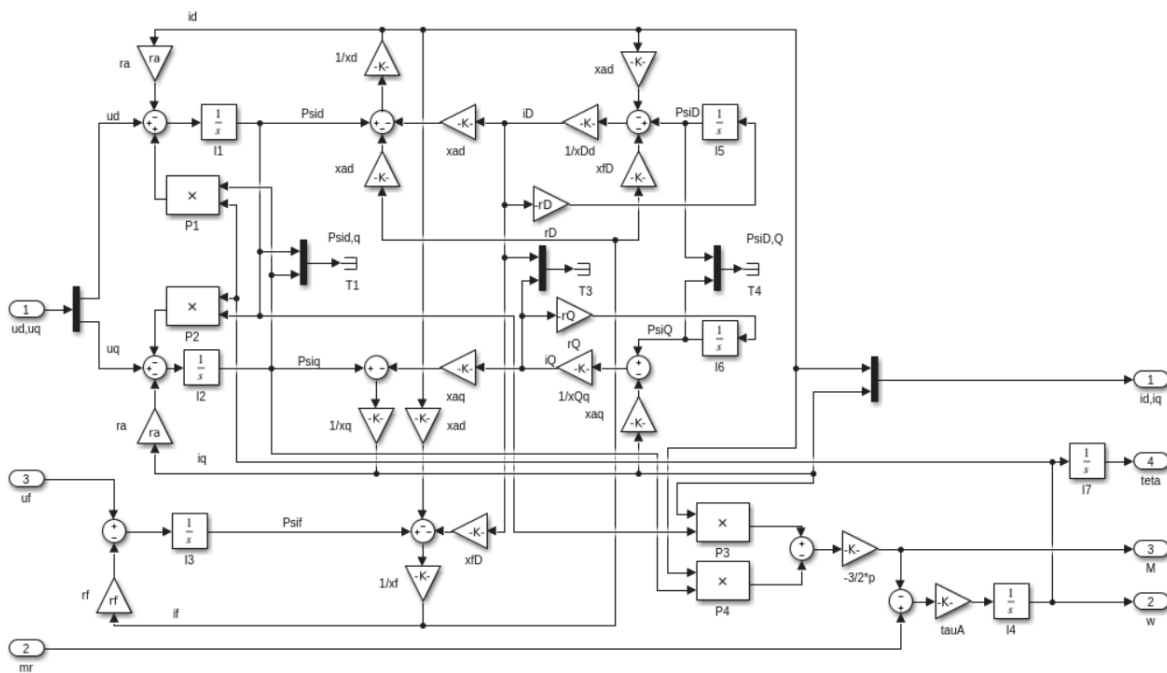 id
ra
ra
1/xd
-K-
-K-
xad
ud
1
s
I1
Psid
-K-
xad
iD
-K-
1/xDd
PsiD
1
s
I5
xad
-K-
xfD
-K-
×
P1
-rD
rD
Psid,q
T1
T3
PsiD,Q
T4
1
ud,uq
×
P2
-rQ
rQ
PsiQ
1
s
I6
uq
1
s
I2
Psiq
-K-
xaq
iQ
-K-
1/xQq
1
id,iq
ra
ra
1/xq
-K-
-K-
xad
xaq
-K-
iq
1
s
I7
4
teta
3
uf
1
s
I3
Psif
-K-
xfD
×
P3
-K-
-3/2*p
3
M
rf
rf
1/xf
-K-
×
P4
-K-
tauA
1
s
I4
2
w
if
2
mr